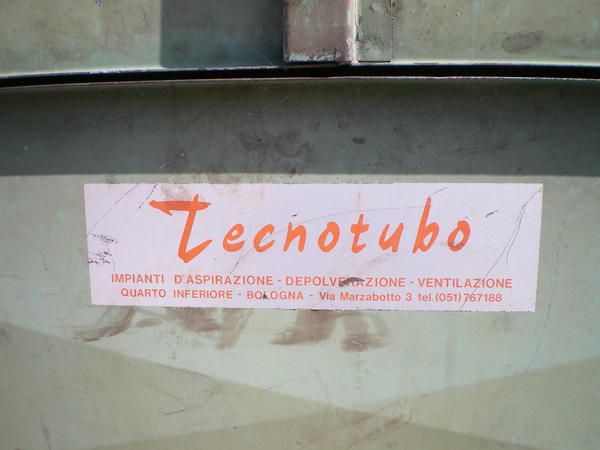 Tecnotubo
IMPIANTI D'ASPIRAZIONE - DEPOLVERAZIONE - VENTILAZIONE
QUARTO INFERIORE - BOLOGNA - Via Marzabotto 3 tel.(051) 767188